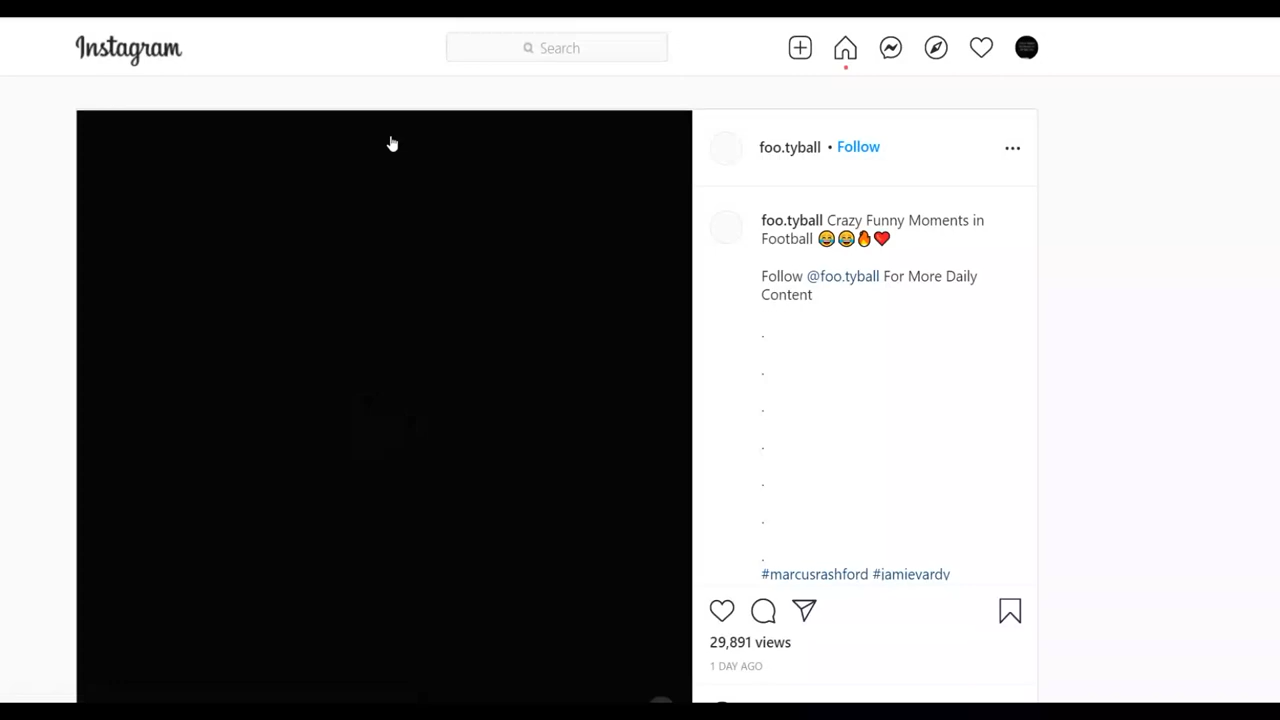 Instagram
Search
foo.tyball • Follow
foo.tyball Crazy Funny Moments in
Football 😂😂🔥❤️
Follow @foo.tyball For More Daily
Content
.
.
.
.
.
.
.
#marcusrashford #jamievardy
29,891 views
1 DAY AGO